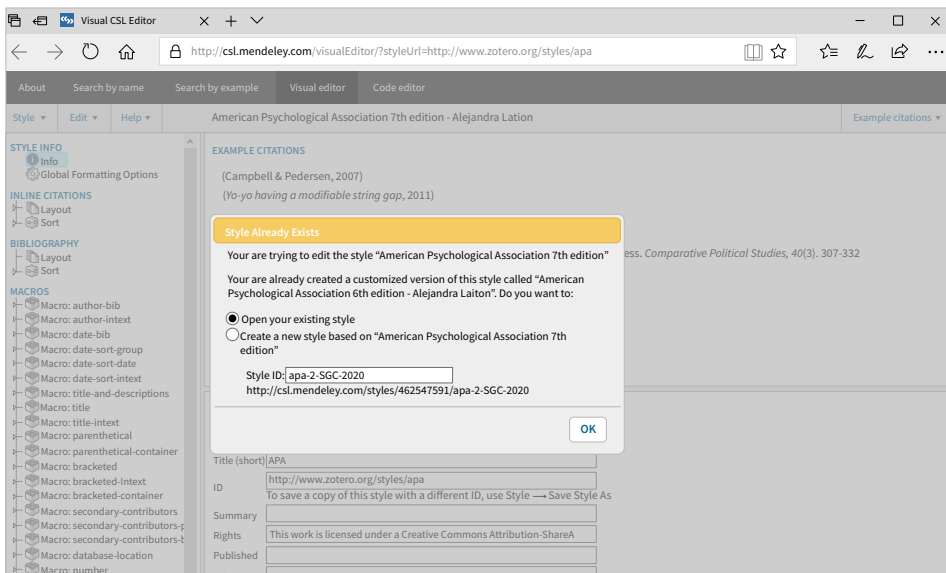 Visual CSL Editor
http://csl.mendeley.com/visualEditor/?styleUrl=http://www.zotero.org/styles/apa
About Search by name Search by example Visual editor Code editor
Style Edit Help American Psychological Association 7th edition - Alejandra Lation Example citations
STYLE INFO
Info
Global Formatting Options
INLINE CITATIONS
Layout
Sort
BIBLIOGRAPHY
Layout
Sort
MACROS
Macro: author-bib
Macro: author-intext
Macro: date-bib
Macro: date-sort-group
Macro: date-sort-date
Macro: date-sort-intext
Macro: title-and-descriptions
Macro: title
Macro: title-intext
Macro: parenthetical
Macro: parenthetical-container
Macro: bracketed
Macro: bracketed-Intext
Macro: bracketed-container
Macro: secondary-contributors
Macro: secondary-contributors-
Macro: secondary-contributors-
Macro: database-location
Macro: number
EXAMPLE CITATIONS
(Campbell & Pedersen, 2007)
(Yo-yo having a modifiable string gap, 2011)
ess. Comparative Political Studies, 40(3). 307-332
Style Already Exists
Your are trying to edit the style “American Psychological Association 7th edition”
Your are already created a customized version of this style called “American
Psychological Association 6th edition - Alejandra Laiton”. Do you want to:
Open your existing style
Create a new style based on “American Psychological Association 7th
edition”
Style ID: apa-2-SGC-2020
http://csl.mendeley.com/styles/462547591/apa-2-SGC-2020
OK
Title (short) APA
ID http://www.zotero.org/styles/apa
To save a copy of this style with a different ID, use Style → Save Style As
Summary
Rights This work is licensed under a Creative Commons Attribution-ShareA
Published